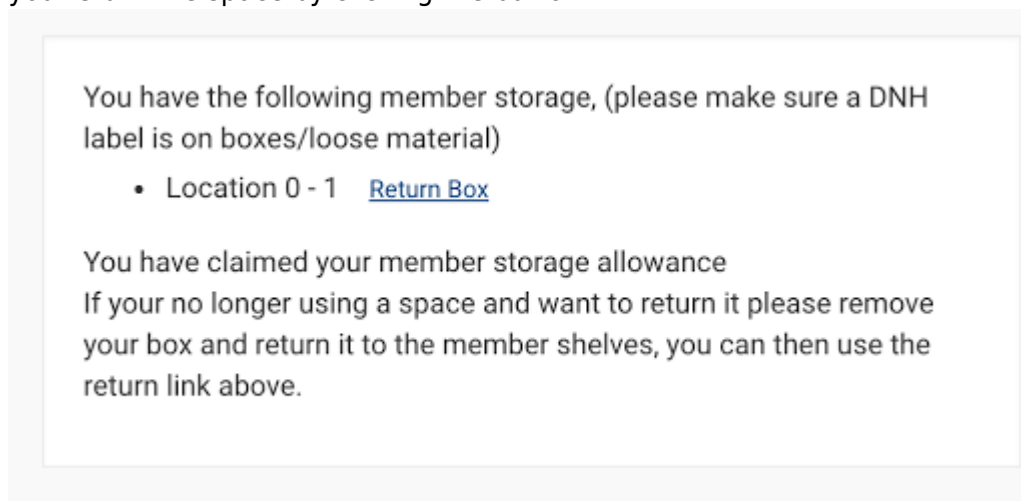 You have the following member storage, (please make sure a DNH
label is on boxes/loose material)
• Location 0 - 1 Return Box
You have claimed your member storage allowance
If your no longer using a space and want to return it please remove
your box and return it to the member shelves, you can then use the
return link above.